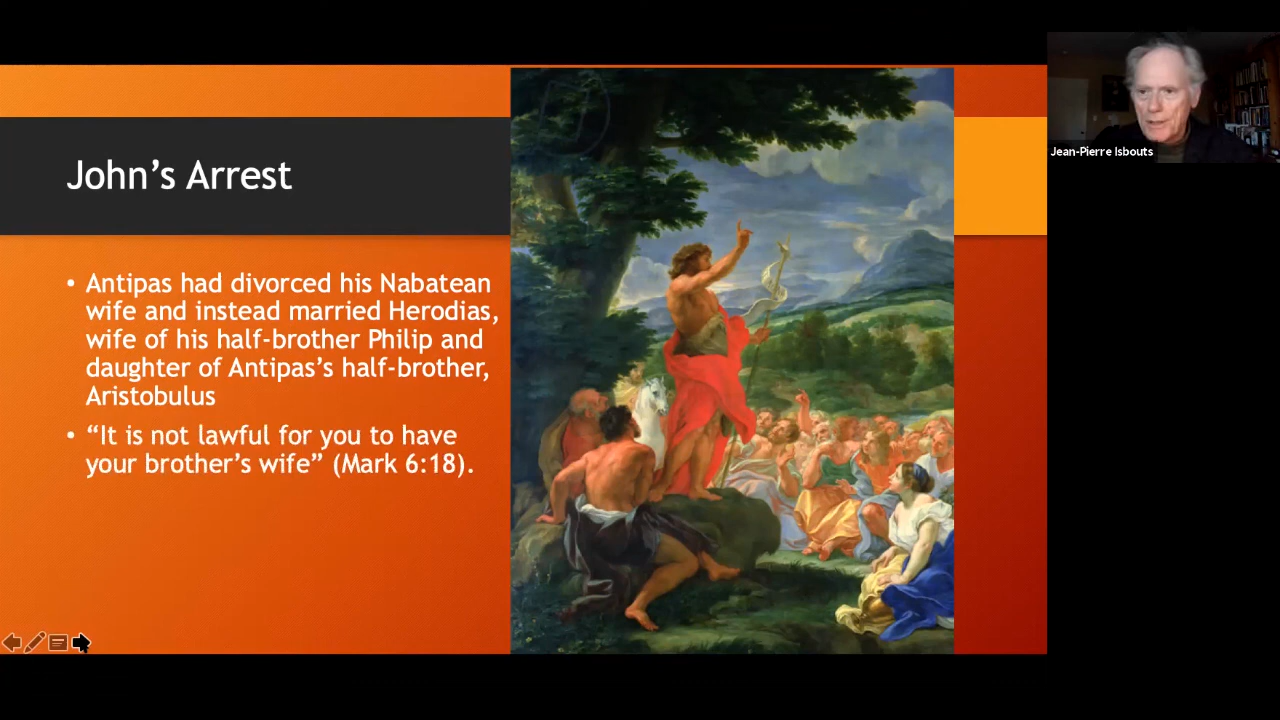 John’s Arrest
• Antipas had divorced his Nabatean
wife and instead married Herodias,
wife of his half-brother Philip and
daughter of Antipas’s half-brother,
Aristobulus
• “It is not lawful for you to have
your brother’s wife” (Mark 6:18).
Jean-Pierre Isbouts